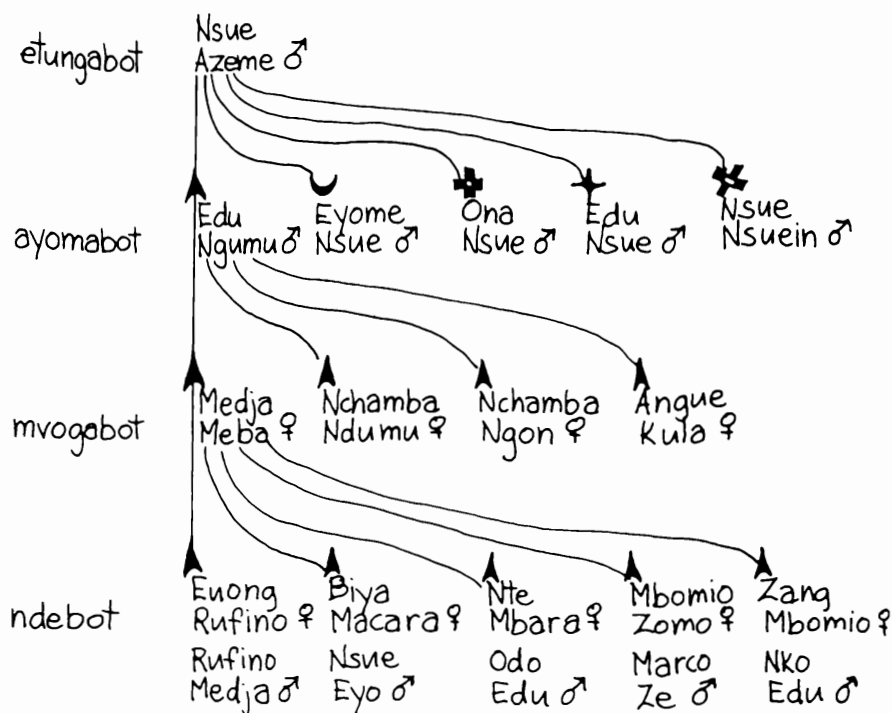 etungabot
Nsue
Azeme ♂
ayomabot
Edu
Ngumu ♂
Eyome
Nsue ♂
Ona
Nsue ♂
Edu
Nsue ♂
Nsue
Nsuein ♂
mvogabot
Medja
Meba ♀
Nchamba
Ndumu ♀
Nchamba
Ngon ♀
Angue
Kula ♀
ndebot
Euong
Rufino ♀
Rufino
Medja ♂
Biya
Macara ♀
Nsue
Eyo ♂
Nte
Mbara ♀
Odo
Edu ♂
Mbomio
Zomo ♀
Marco
Ze ♂
Zang
Mbomio ♀
Nko
Edu ♂